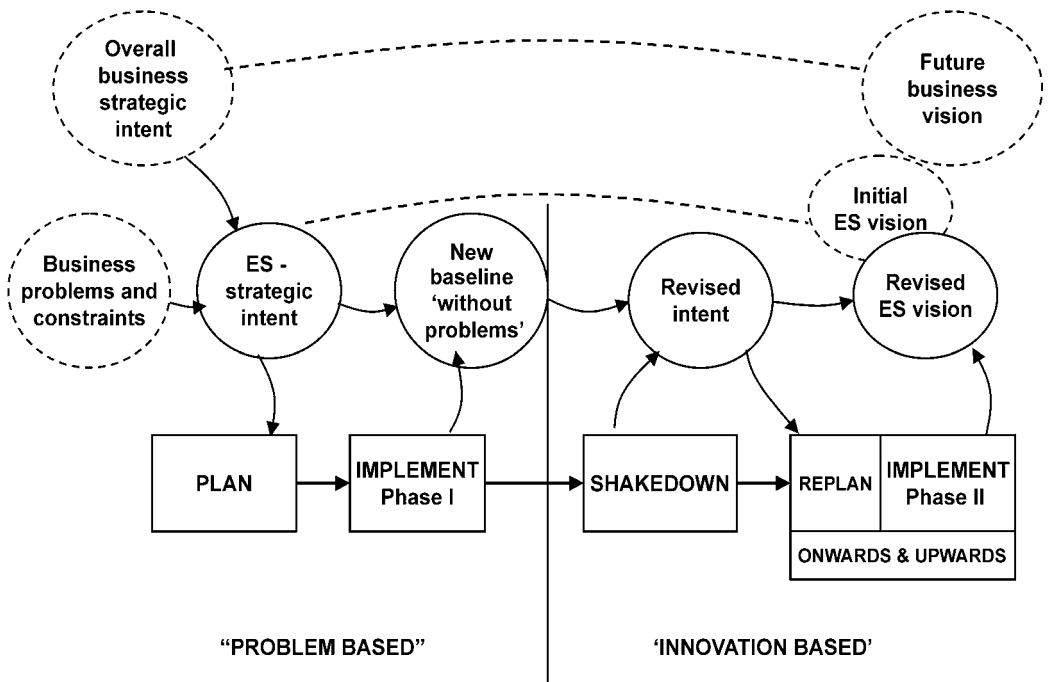 Overall
business
strategic
intent
Future
business
vision
Initial
ES vision
Business
problems and
constraints
ES -
strategic
intent
New
baseline
‘without
problems’
Revised
intent
Revised
ES vision
PLAN
IMPLEMENT
Phase I
SHAKEDOWN
REPLAN
IMPLEMENT
Phase II
ONWARDS & UPWARDS
“PROBLEM BASED”
‘INNOVATION BASED’